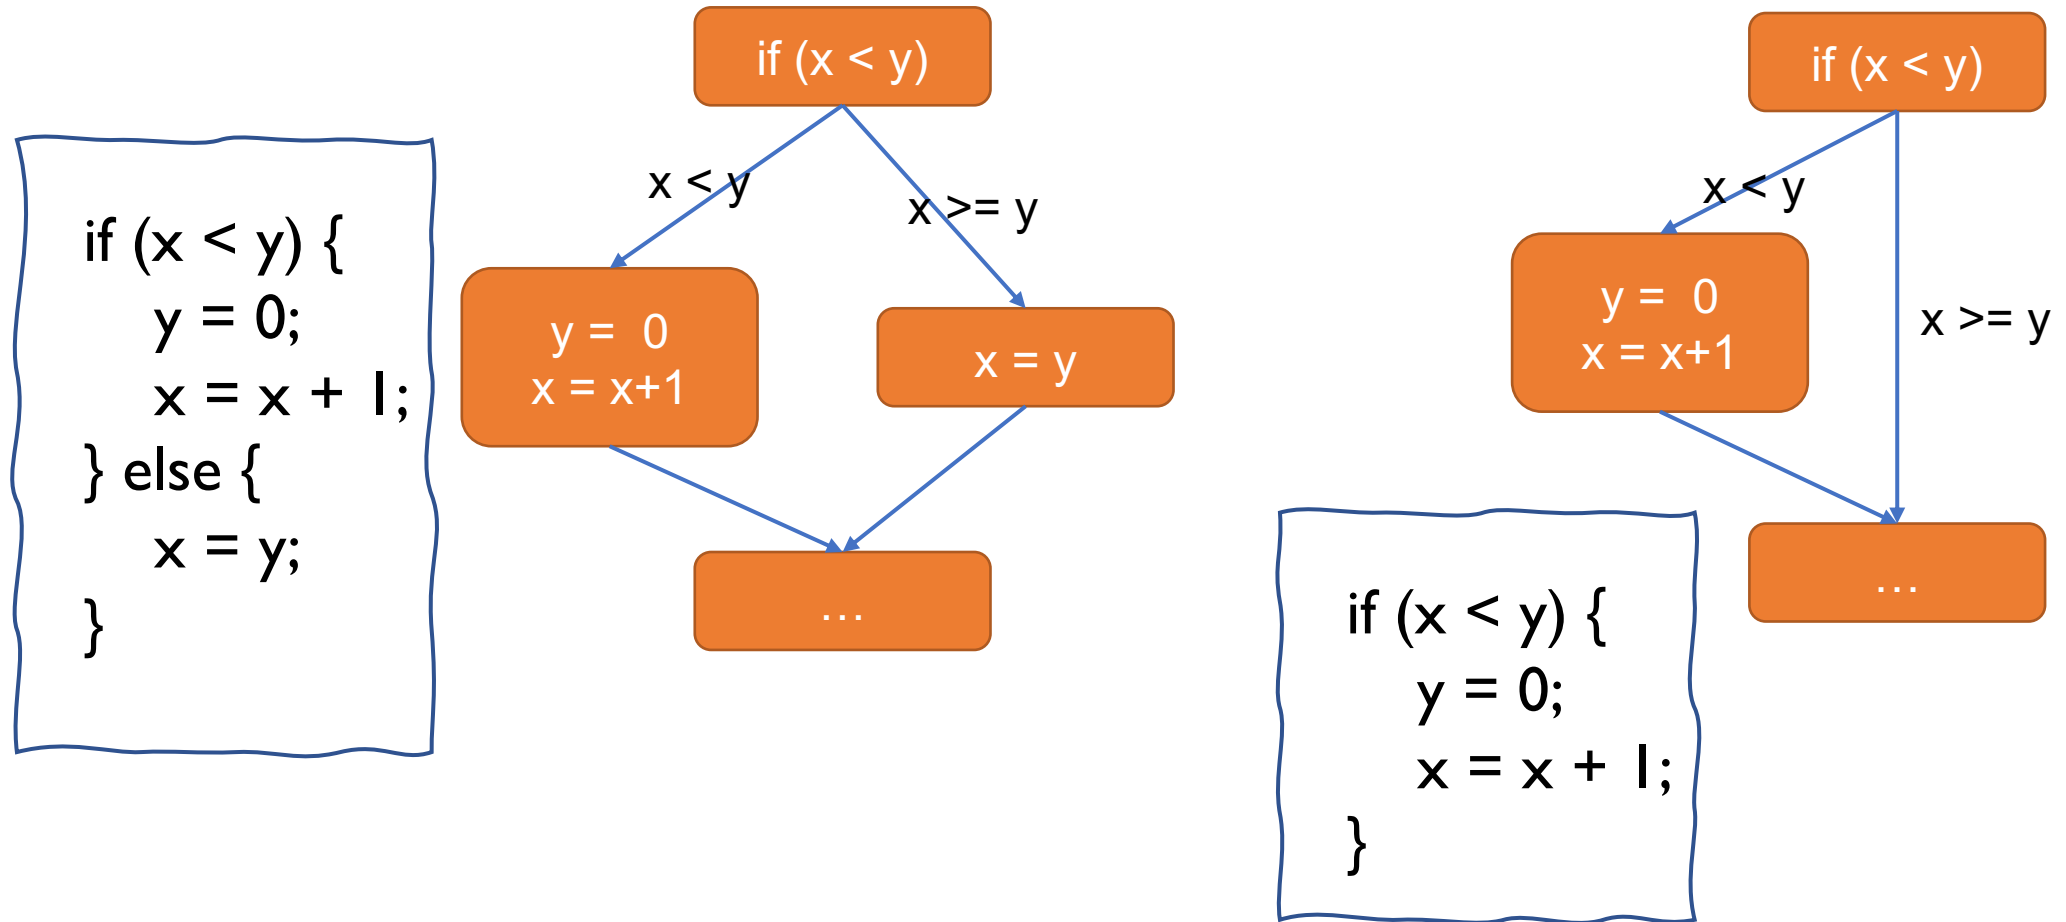 if (x < y) {
y = 0;
x = x + 1;
} else {
x = y;
}
if (x < y)
x < y
x >= y
y = 0
x = x+1
x = y
...
if (x < y)
x < y
x >= y
y = 0
x = x+1
...
if (x < y) {
y = 0;
x = x + 1;
}